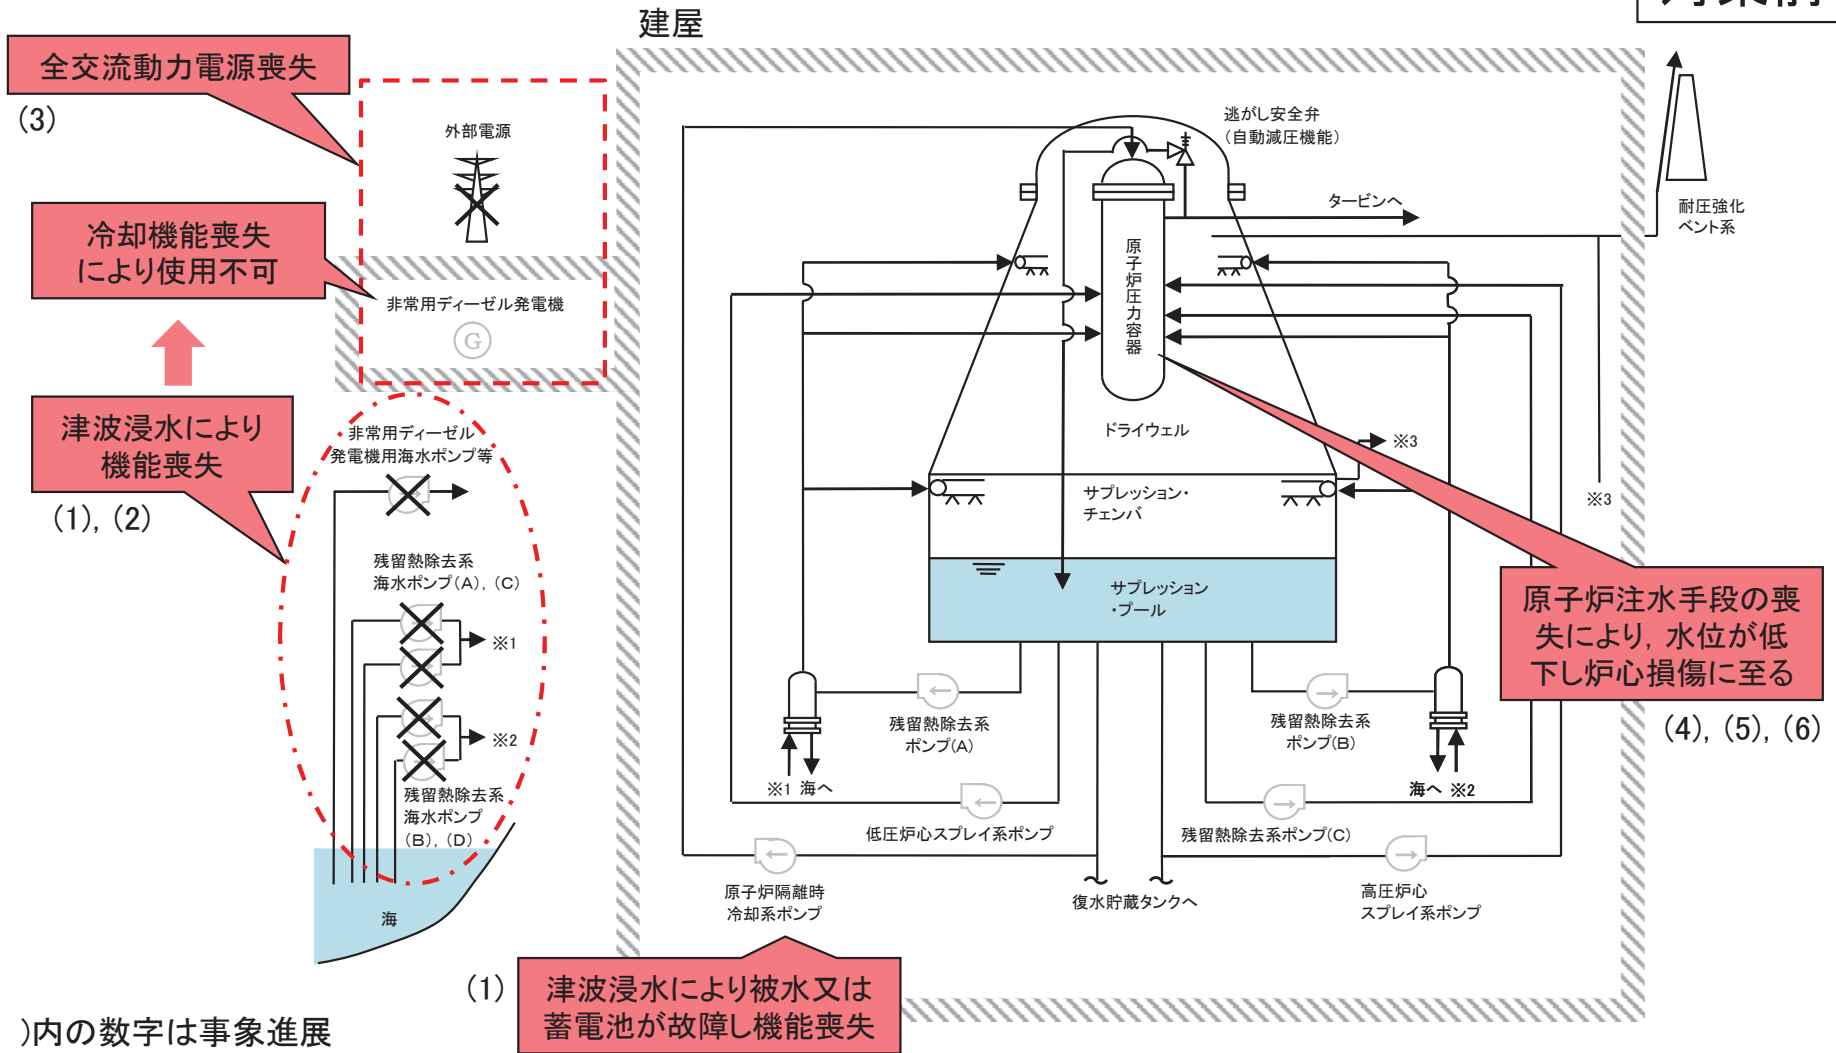 建屋
全交流動力電源喪失
(3)
外部電源
冷却機能喪失
により使用不可
非常用ディーゼル発電機
G
津波浸水により
機能喪失
(1), (2)
非常用ディーゼル
発電機用海水ポンプ等
残留熱除去系
海水ポンプ(A), (C)
※1
※2
残留熱除去系
海水ポンプ
(B), (D)
海
逃がし安全弁
(自動減圧機能)
タービンへ
耐圧強化
ベント系
原子炉圧力容器
ドライウェル
※3
※3
サプレッション・
チェンバ
サプレッション
・プール
原子炉注水手段の喪
失により, 水位が低
下し炉心損傷に至る
(4), (5), (6)
残留熱除去系
ポンプ(A)
残留熱除去系
ポンプ(B)
※1 海へ
海へ ※2
低圧炉心スプレイ系ポンプ
残留熱除去系ポンプ(C)
原子炉隔離時
冷却系ポンプ
復水貯蔵タンクへ
高圧炉心
スプレイ系ポンプ
(1)
津波浸水により被水又は
蓄電池が故障し機能喪失
)内の数字は事象進展